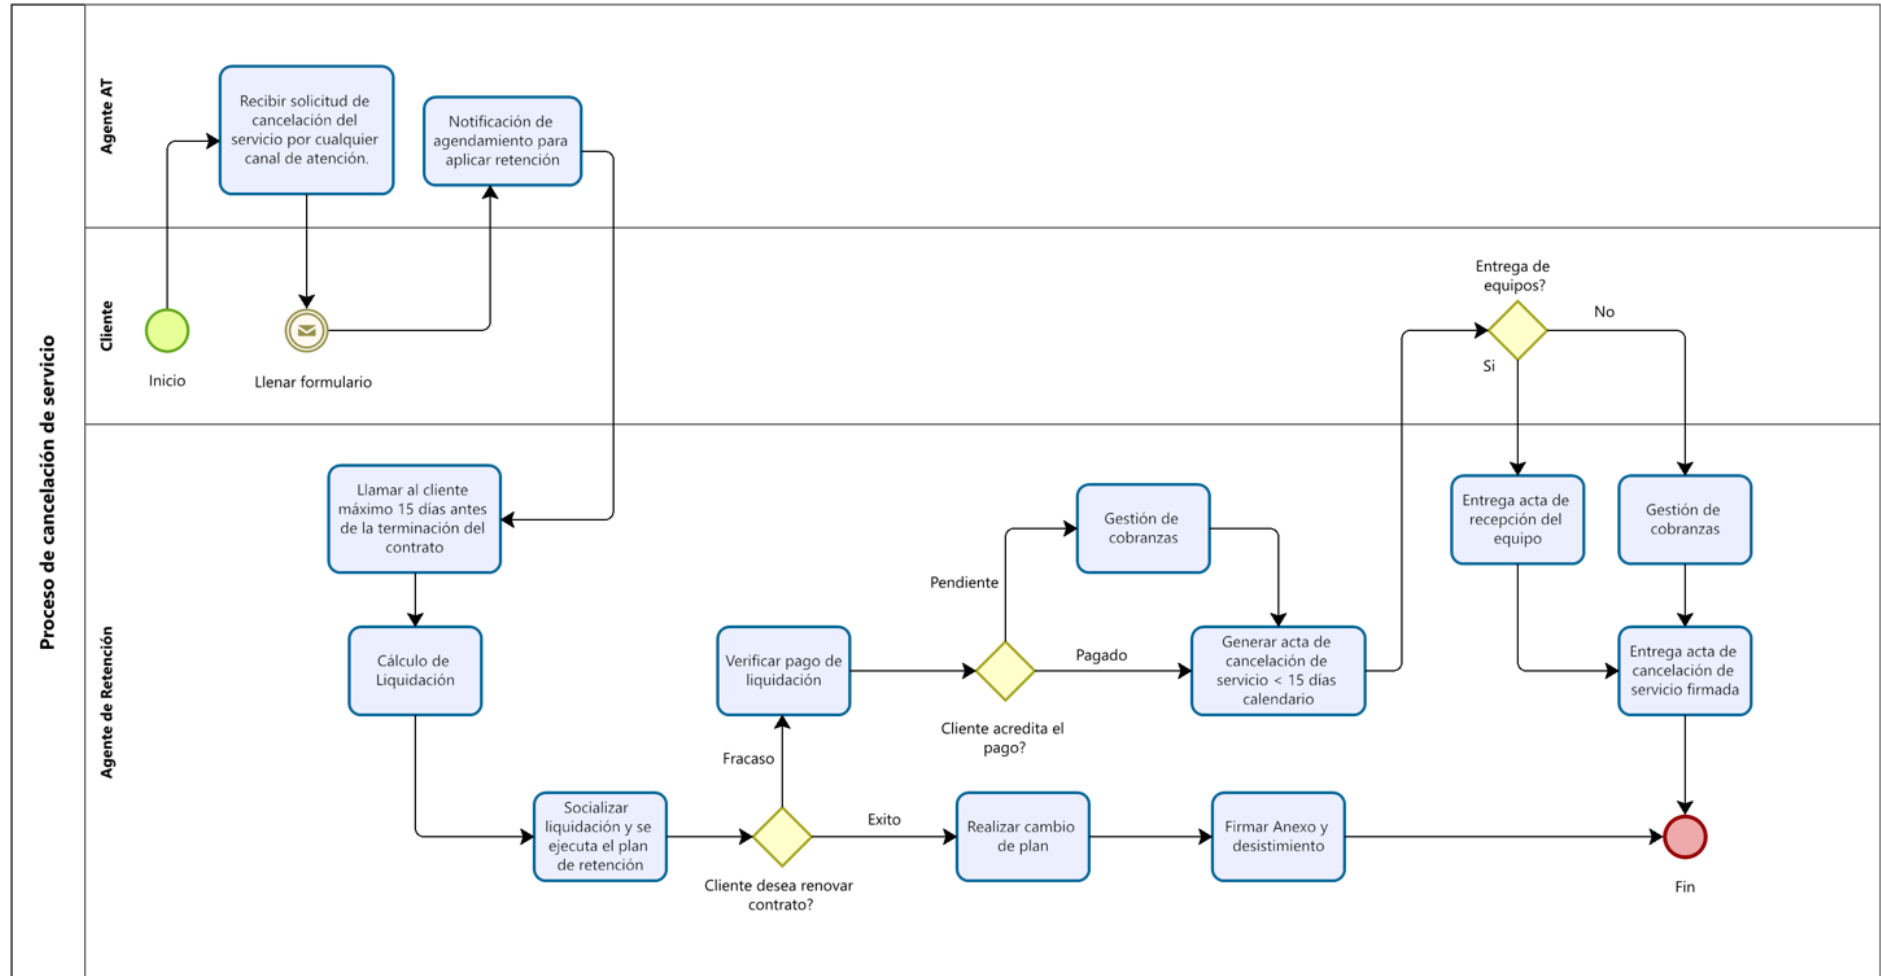 Proceso de cancelación de servicio
Agente AT
Recibir solicitud de
cancelación del
servicio por cualquier
canal de atención.
Notificación de
agendamiento para
aplicar retención
Cliente
Inicio
Llenar formulario
Entrega de
equipos?
No
Si
Agente de Retención
Llamar al cliente
máximo 15 días antes
de la terminación del
contrato
Cálculo de
Liquidación
Socializar
liquidación y se
ejecuta el plan
de retención
Cliente desea renovar
contrato?
Fracaso
Exito
Verificar pago de
liquidación
Cliente acredita el
pago?
Pendiente
Pagado
Gestión de
cobranzas
Generar acta de
cancelación de
servicio < 15 días
calendario
Realizar cambio
de plan
Firmar Anexo y
desistimiento
Entrega acta de
recepción del
equipo
Gestión de
cobranzas
Entrega acta de
cancelación de
servicio firmada
Fin